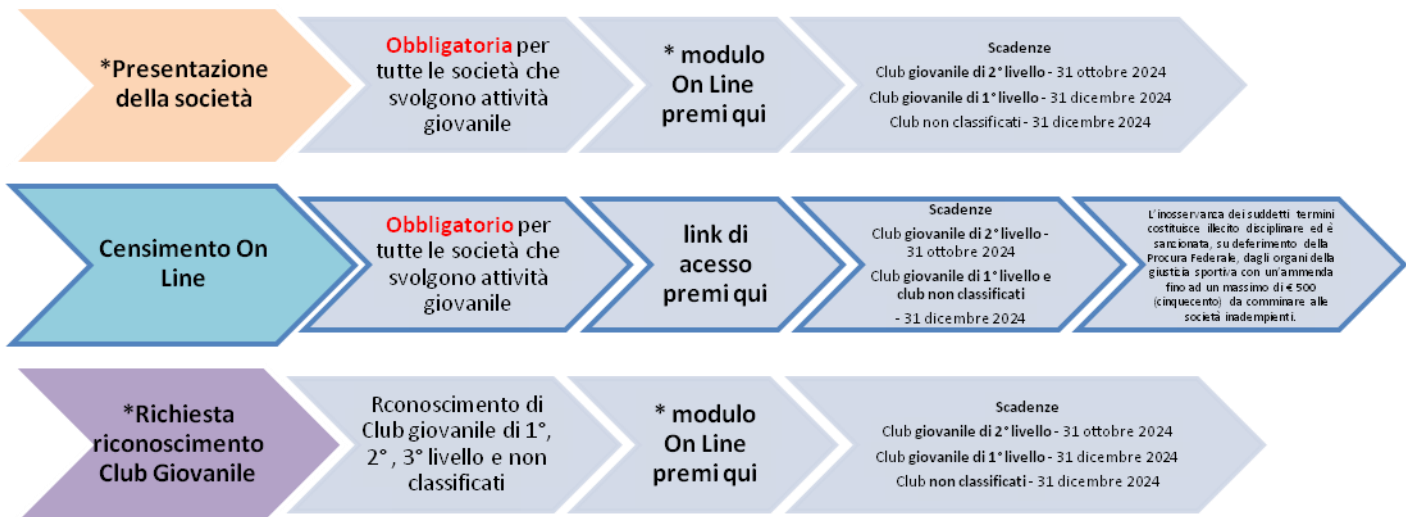 *Presentazione
della società
Obbligatoria per
tutte le società che
svolgono attività
giovanile
* modulo
On Line
premi qui
Scadenze
Club giovanile di 2° livello - 31 ottobre 2024
Club giovanile di 1° livello - 31 dicembre 2024
Club non classificati - 31 dicembre 2024
Censimento On
Line
Obbligatorio per
tutte le società che
svolgono attività
giovanile
link di
acesso
premi qui
Scadenze
Club giovanile di 2° livello -
31 ottobre 2024
Club giovanile di 1° livello e
club non classificati
- 31 dicembre 2024
L'inosservanza dei suddetti termini
costituisce illecito disciplinare ed è
sancionata, su deferimento della
Procura Federale, dagli organi della
giustizia sportiva con un'ammenda
fino ad un massimo di € 500
(cinquecento) da comminare alle
società inadempienti.
*Richiesta
riconoscimento
Club Giovanile
Rconoscimento di
Club giovanile di 1°,
2° , 3° livello e non
classificati
* modulo
On Line
premi qui
Scadenze
Club giovanile di 2° livello - 31 ottobre 2024
Club giovanile di 1° livello - 31 dicembre 2024
Club non classificati - 31 dicembre 2024